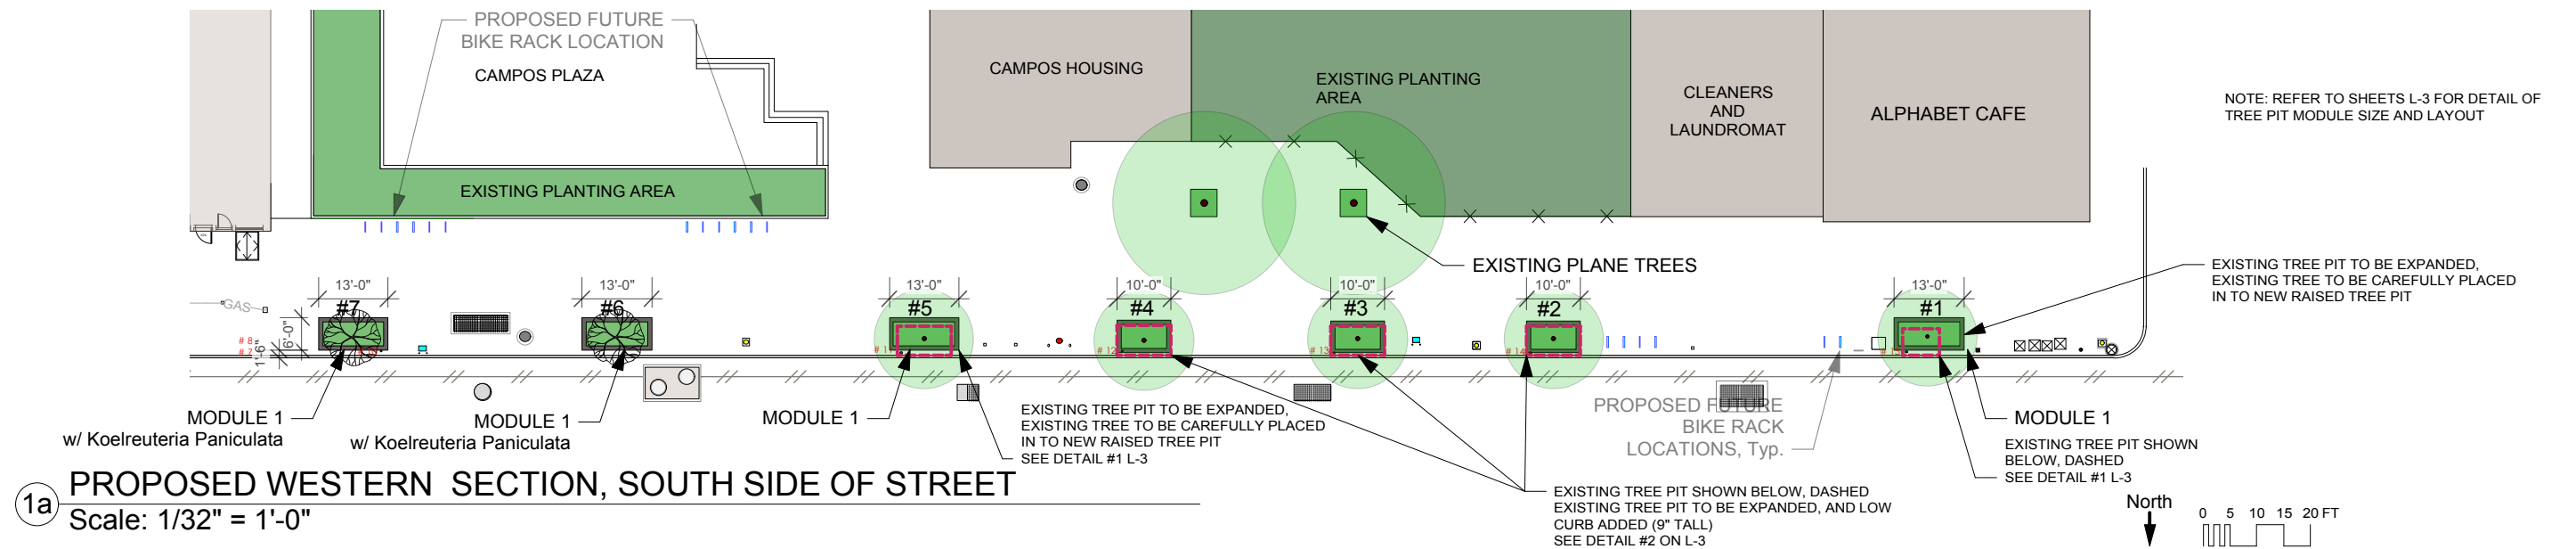 PROPOSED FUTURE
BIKE RACK LOCATION
CAMPOS PLAZA
CAMPOS HOUSING
EXISTING PLANTING
AREA
CLEANERS
AND
LAUNDROMAT
ALPHABET CAFE
NOTE: REFER TO SHEETS L-3 FOR DETAIL OF
TREE PIT MODULE SIZE AND LAYOUT
EXISTING PLANTING AREA
EXISTING PLANE TREES
EXISTING TREE PIT TO BE EXPANDED,
EXISTING TREE TO BE CAREFULLY PLACED
IN TO NEW RAISED TREE PIT
13'-0"
13'-0"
13'-0"
10'-0"
10'-0"
10'-0"
13'-0"
GAS
#7
#6
#5
#4
#3
#2
#1
6'-0"
1'-6"
# 8
# 7
# 12
# 13
# 14
MODULE 1
w/ Koelreuteria Paniculata
MODULE 1
w/ Koelreuteria Paniculata
MODULE 1
EXISTING TREE PIT TO BE EXPANDED,
EXISTING TREE TO BE CAREFULLY PLACED
IN TO NEW RAISED TREE PIT
SEE DETAIL #1 L-3
PROPOSED FUTURE
BIKE RACK
LOCATIONS, Typ.
MODULE 1
EXISTING TREE PIT SHOWN
BELOW, DASHED
SEE DETAIL #1 L-3
EXISTING TREE PIT SHOWN BELOW, DASHED
EXISTING TREE PIT TO BE EXPANDED, AND LOW
CURB ADDED (9" TALL)
SEE DETAIL #2 ON L-3
1a
PROPOSED WESTERN SECTION, SOUTH SIDE OF STREET
Scale: 1/32" = 1'-0"
North
0 5 10 15 20 FT